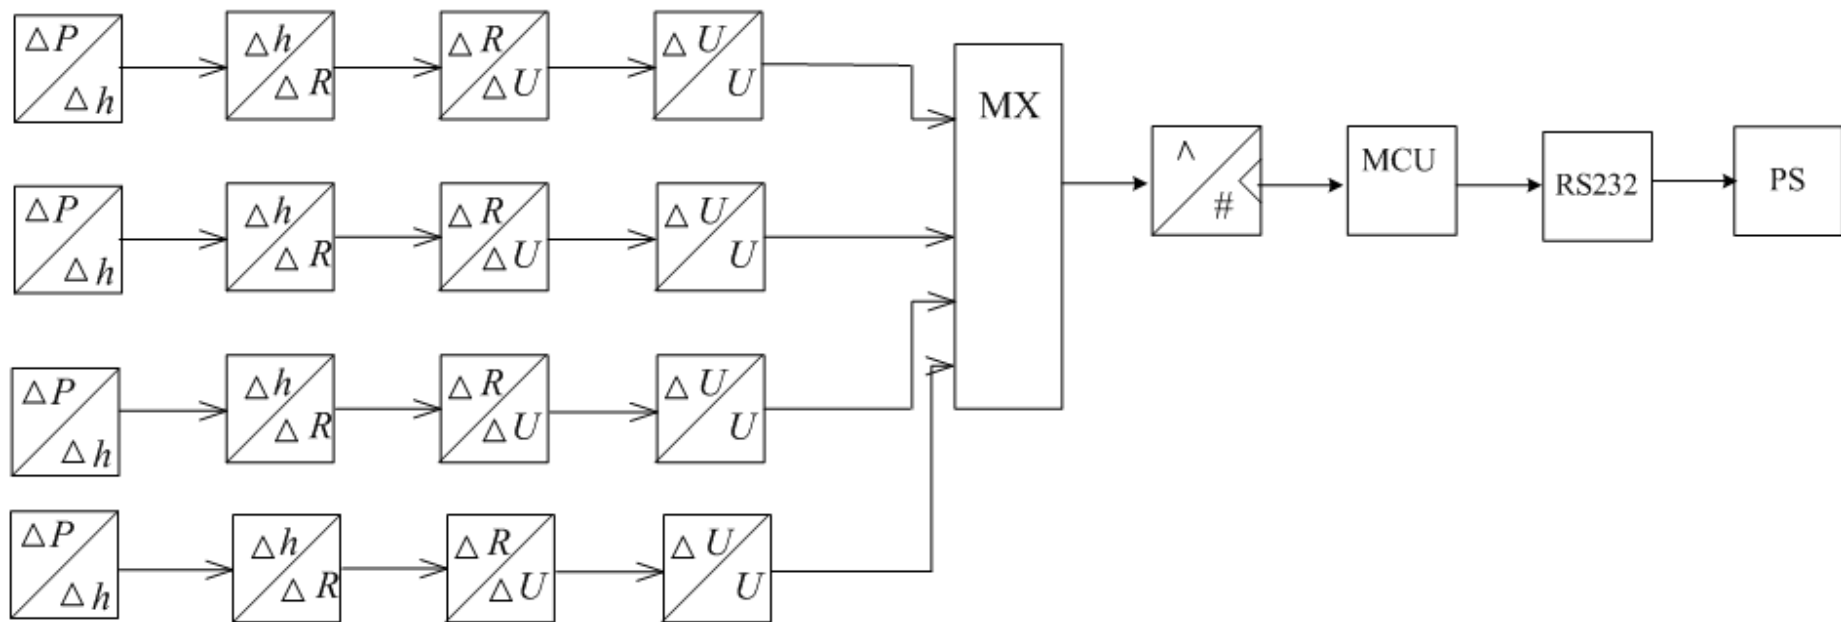 △P △h △h △R △R △U △U U
△P △h △h △R △R △U △U U
△P △h △h △R △R △U △U U
△P △h △h △R △R △U △U U
MX
^
#
MCU
RS232
PS